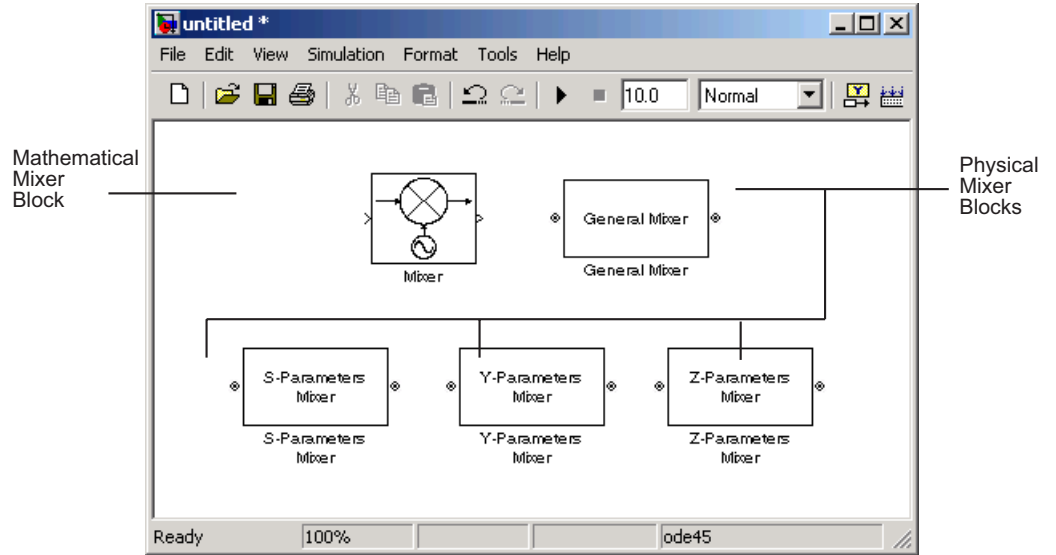 untitled *
File Edit View Simulation Format Tools Help
10.0 Normal
Mathematical
Mixer
Block
Physical
Mixer
Blocks
Mixer
General Mixer
General Mixer
S-Parameters
Mixer
S-Parameters
Mixer
Y-Parameters
Mixer
Y-Parameters
Mixer
Z-Parameters
Mixer
Z-Parameters
Mixer
Ready 100% ode45